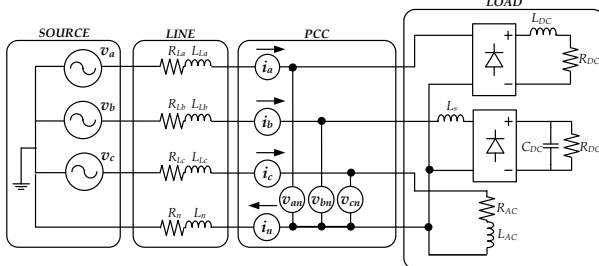 SOURCE LINE PCC LOAD
v_a R_La L_La i_a + − L_DC R_DC
v_b R_Lb L_Lb i_b L_s + − C_DC R_DC
v_c R_Lc L_Lc i_c
v_an v_bn v_cn R_AC
R_n L_n i_n L_AC